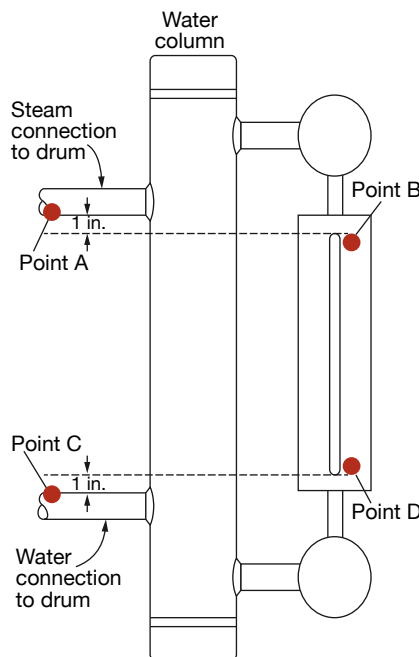 Water
column
Steam
connection
to drum
1 in.
Point A
Point B
Point C
1 in.
Point D
Water
connection
to drum